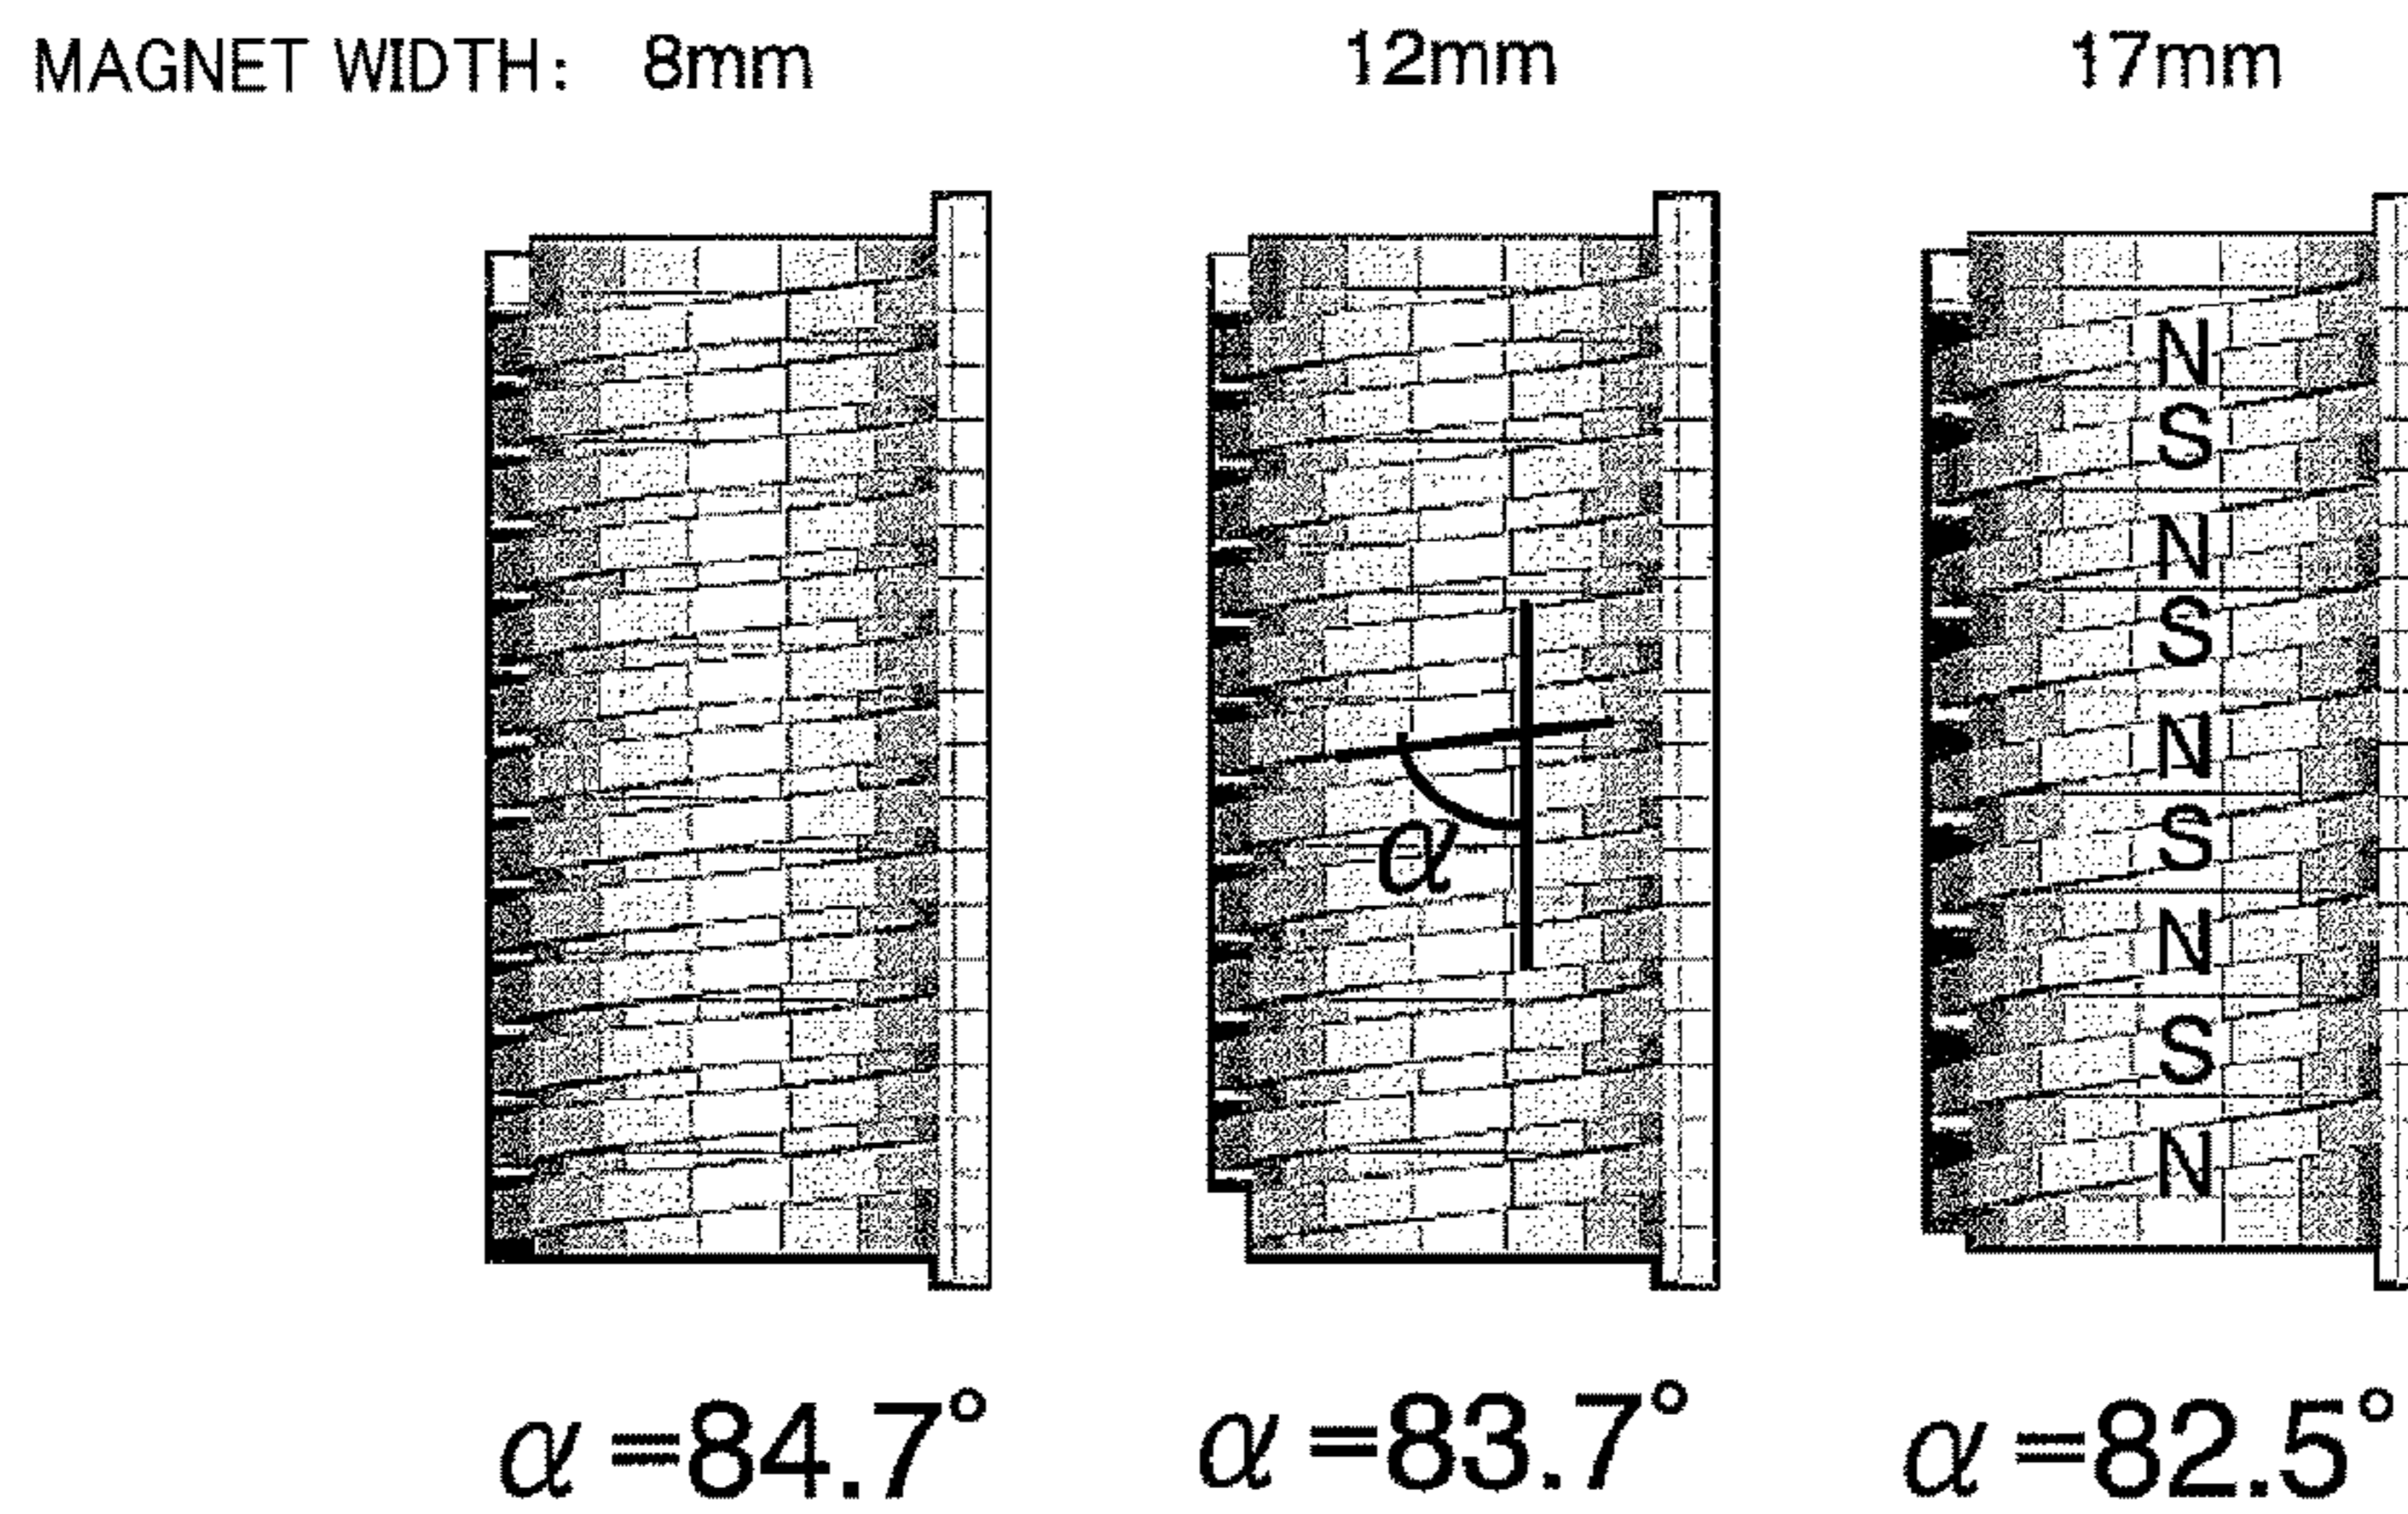 MAGNET WIDTH: 8mm 12mm 17mm
N
S
N
S
N
S
N
S
N
α
α=84.7° α=83.7° α=82.5°